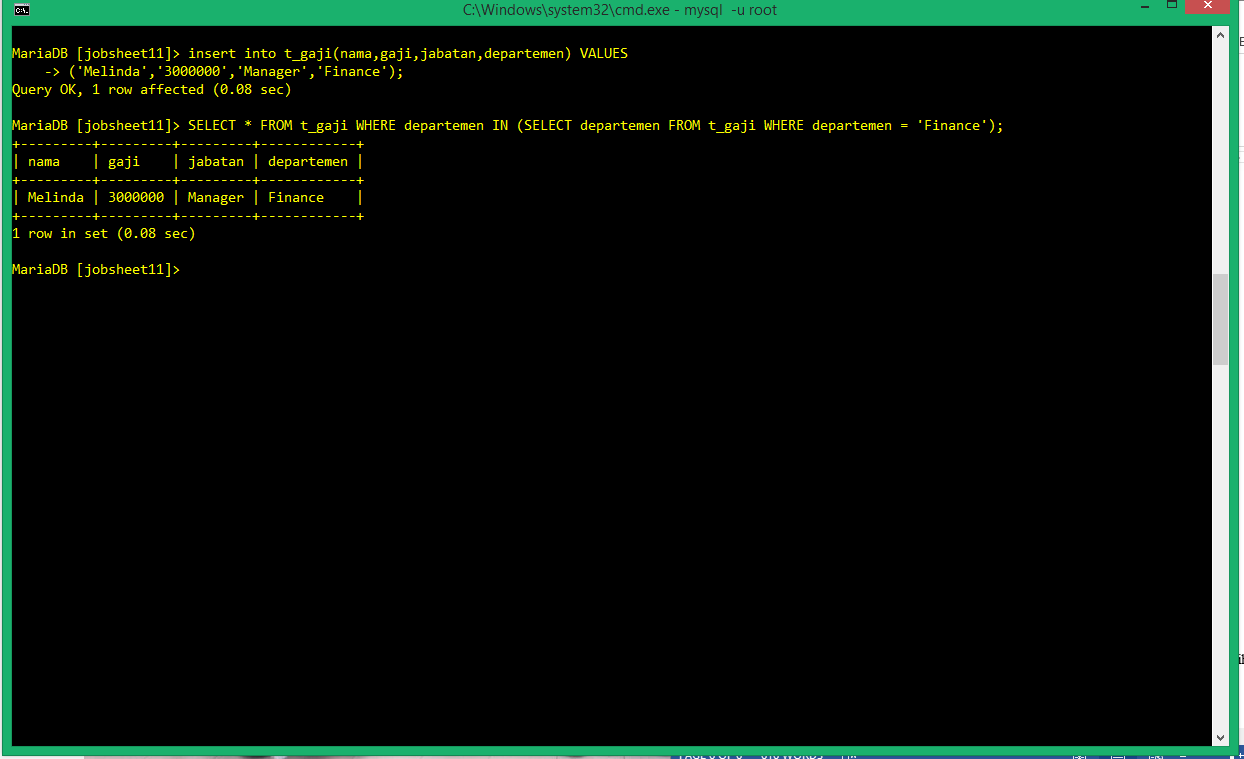 C:\Windows\system32\cmd.exe - mysql -u root
MariaDB [jobsheet11]> insert into t_gaji(nama,gaji,jabatan,departemen) VALUES
    -> ('Melinda','3000000','Manager','Finance');
Query OK, 1 row affected (0.08 sec)
MariaDB [jobsheet11]> SELECT * FROM t_gaji WHERE departemen IN (SELECT departemen FROM t_gaji WHERE departemen = 'Finance');
+---------+---------+---------+------------+
| nama    | gaji    | jabatan | departemen |
+---------+---------+---------+------------+
| Melinda | 3000000 | Manager | Finance    |
+---------+---------+---------+------------+
1 row in set (0.08 sec)
MariaDB [jobsheet11]>